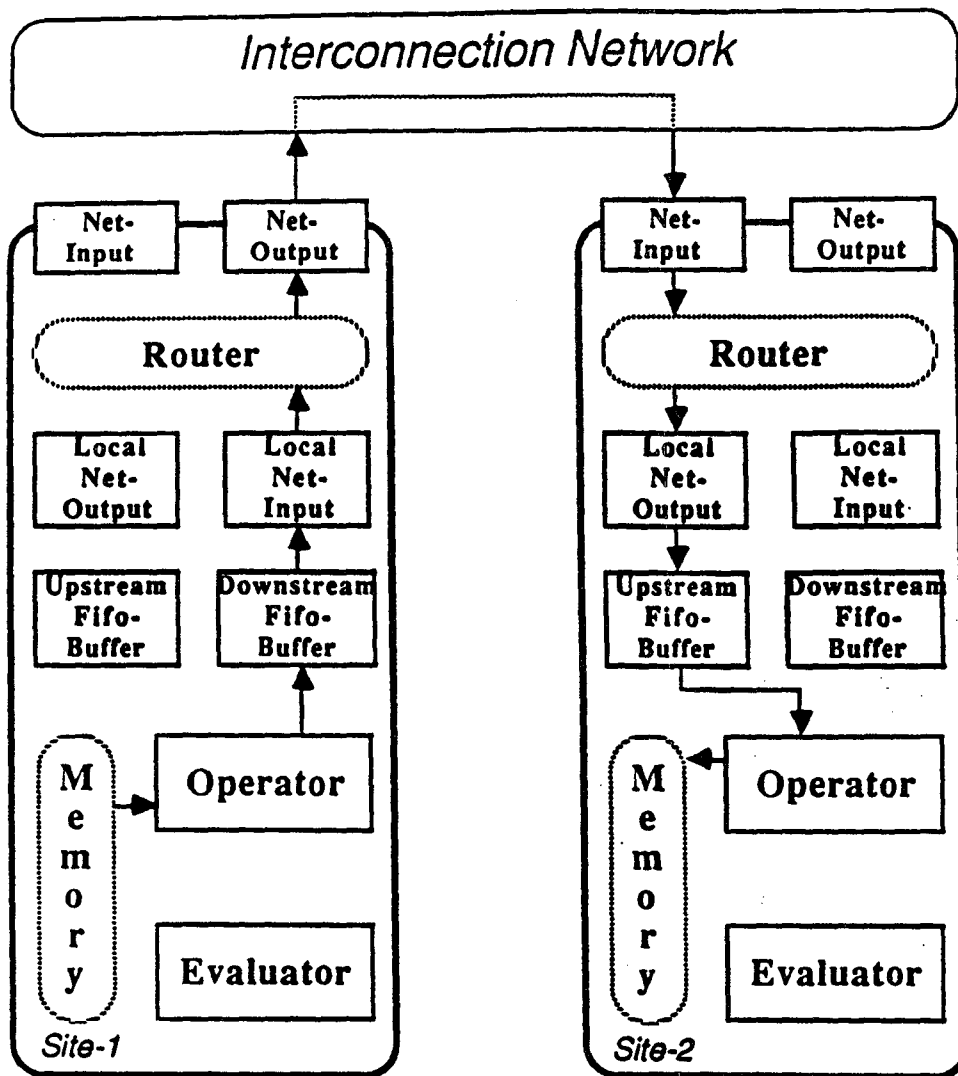 Interconnection Network
Net-
Input
Net-
Output
Router
Local
Net-
Output
Local
Net-
Input
Upstream
Fifo-
Buffer
Downstream
Fifo-
Buffer
Memory
Operator
Evaluator
Site-1
Net-
Input
Net-
Output
Router
Local
Net-
Output
Local
Net-
Input
Upstream
Fifo-
Buffer
Downstream
Fifo-
Buffer
Memory
Operator
Evaluator
Site-2